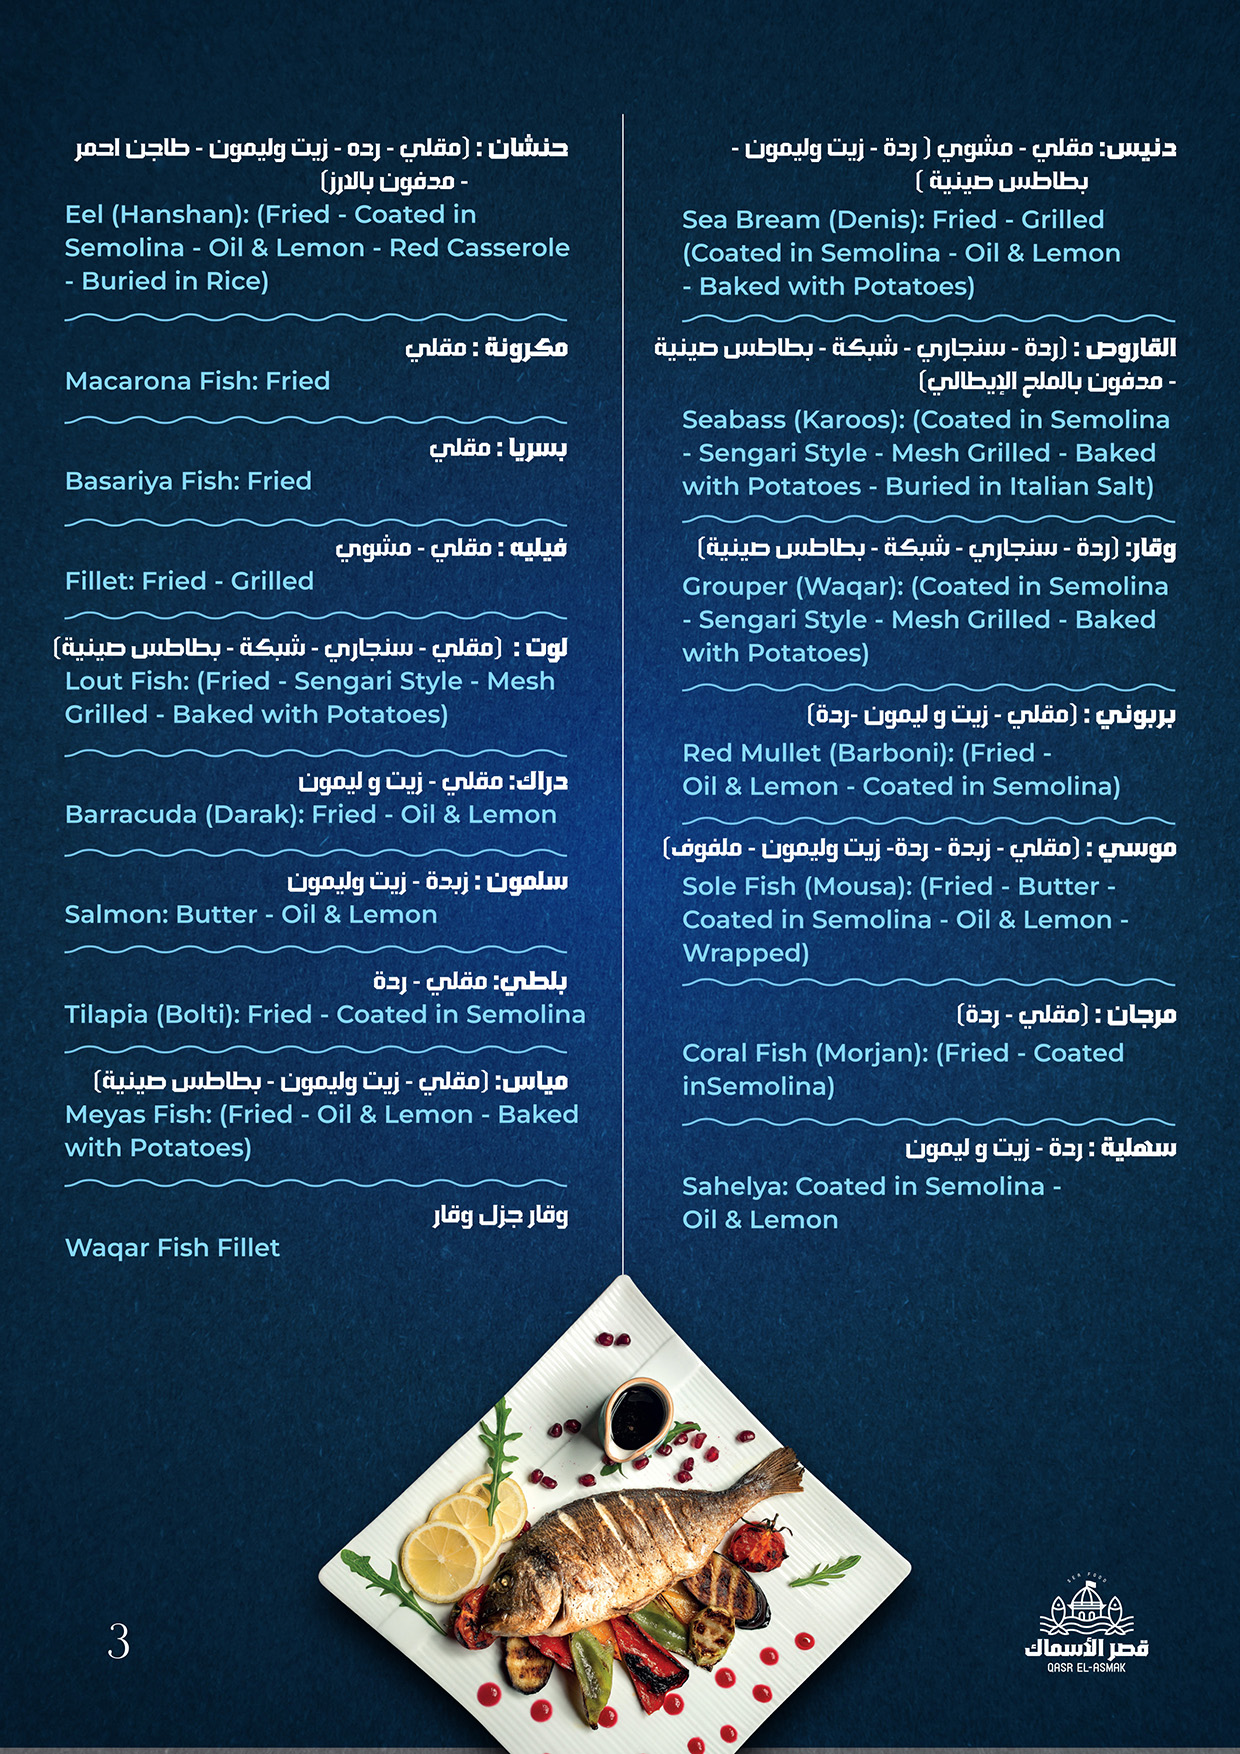 دنيس: مقلي - مشوي ( ردة - زيت وليمون -
بطاطس صينية )
Sea Bream (Denis): Fried - Grilled
(Coated in Semolina - Oil & Lemon
- Baked with Potatoes)
القاروص : (ردة - سنجاري - شبكة - بطاطس صينية
- مدفون بالملح الإيطالي)
Seabass (Karoos): (Coated in Semolina
- Sengari Style - Mesh Grilled - Baked
with Potatoes - Buried in Italian Salt)
وقار: (ردة - سنجاري - شبكة - بطاطس صينية)
Grouper (Waqar): (Coated in Semolina
- Sengari Style - Mesh Grilled - Baked
with Potatoes)
بربوني : (مقلي - زيت و ليمون -ردة)
Red Mullet (Barboni): (Fried -
Oil & Lemon - Coated in Semolina)
موسي : (مقلي - زبدة - ردة- زيت وليمون - ملفوف)
Sole Fish (Mousa): (Fried - Butter -
Coated in Semolina - Oil & Lemon -
Wrapped)
مرجان : (مقلي - ردة)
Coral Fish (Morjan): (Fried - Coated
inSemolina)
سهلية : ردة - زيت و ليمون
Sahelya: Coated in Semolina -
Oil & Lemon
حنشان : (مقلي - رده - زيت وليمون - طاجن احمر
- مدفون بالارز)
Eel (Hanshan): (Fried - Coated in
Semolina - Oil & Lemon - Red Casserole
- Buried in Rice)
مكرونة : مقلي
Macarona Fish: Fried
بسريا : مقلي
Basariya Fish: Fried
فيليه : مقلي - مشوي
Fillet: Fried - Grilled
لوت : (مقلي - سنجاري - شبكة - بطاطس صينية)
Lout Fish: (Fried - Sengari Style - Mesh
Grilled - Baked with Potatoes)
دراك: مقلي - زيت و ليمون
Barracuda (Darak): Fried - Oil & Lemon
سلمون : زبدة - زيت وليمون
Salmon: Butter - Oil & Lemon
بلطي: مقلي - ردة
Tilapia (Bolti): Fried - Coated in Semolina
مياس: (مقلي - زيت وليمون - بطاطس صينية)
Meyas Fish: (Fried - Oil & Lemon - Baked
with Potatoes)
وقار جزل وقار
Waqar Fish Fillet
3
SEA FOOD
قصر الأسماك
QASR EL-ASMAK